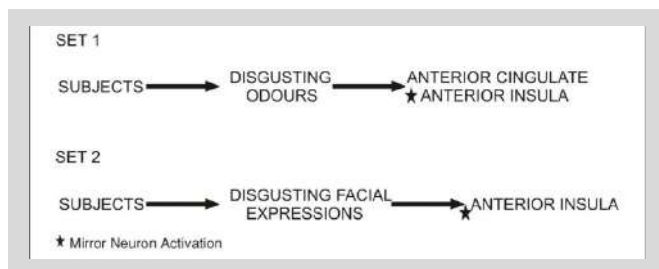 SET 1
SUBJECTS DISGUSTING ODOURS ANTERIOR CINGULATE
★ ANTERIOR INSULA
SET 2
SUBJECTS DISGUSTING FACIAL EXPRESSIONS ★ ANTERIOR INSULA
★ Mirror Neuron Activation